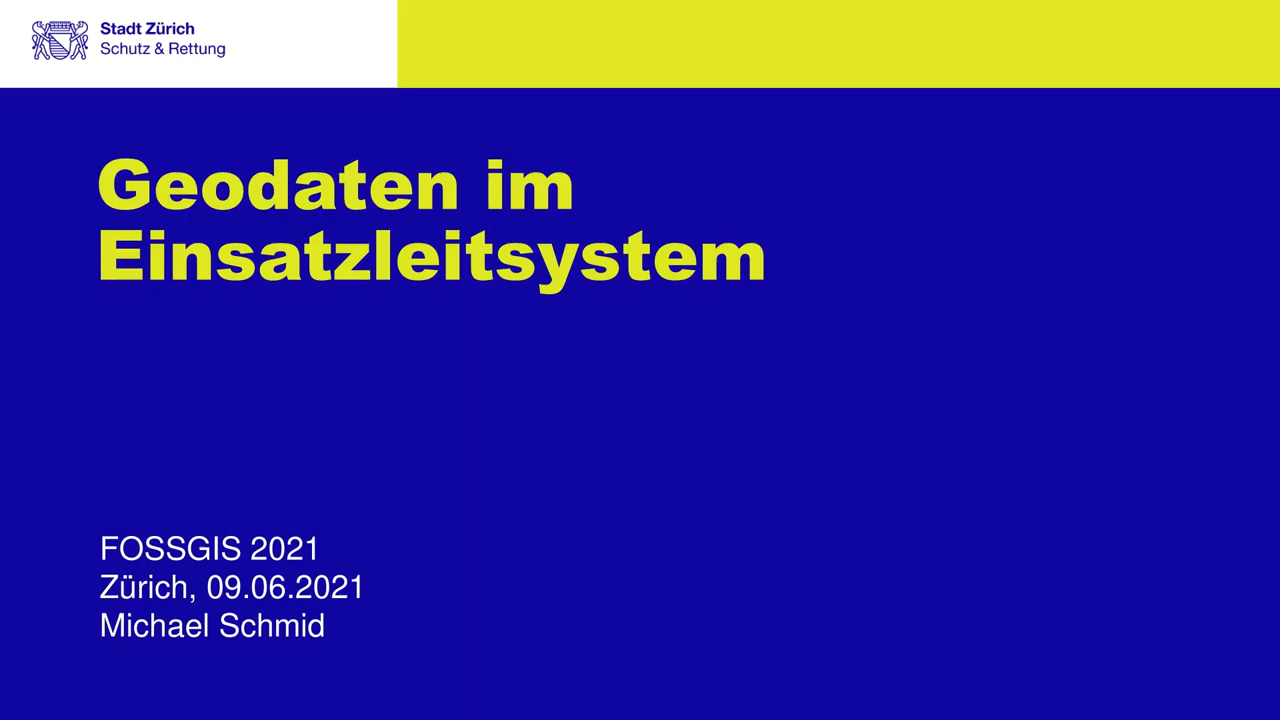 Stadt Zürich
Schutz & Rettung
Geodaten im
Einsatzleitsystem
FOSSGIS 2021
Zürich, 09.06.2021
Michael Schmid